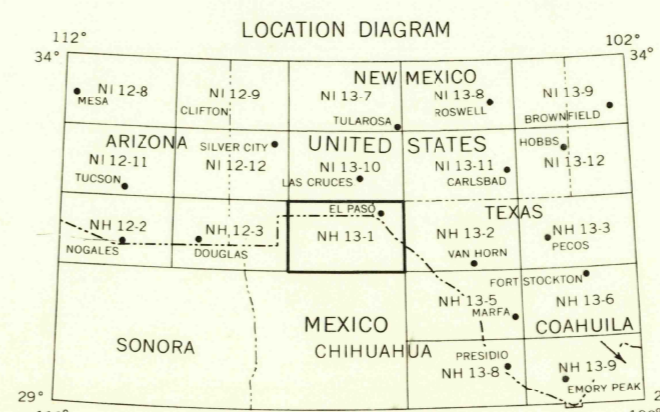 LOCATION DIAGRAM
112°
102°
34°
34°
NEW MEXICO
NI 12-8
MESA
NI 12-9
CLIFTON
NI 13-7
TULAROSA
NI 13-8
ROSWELL
NI 13-9
BROWNFIELD
ARIZONA
UNITED STATES
NI 12-11
TUCSON
SILVER CITY
NI 12-12
NI 13-10
LAS CRUCES
NI 13-11
CARLSBAD
HOBBS
NI 13-12
TEXAS
NH 12-2
NOGALES
NH 12-3
DOUGLAS
EL PASO
NH 13-1
NH 13-2
VAN HORN
NH 13-3
PECOS
FORT STOCKTON
NH 13-5
MARFA
NH 13-6
MEXICO
COAHUILA
SONORA
CHIHUAHUA
PRESIDIO
NH 13-8
NH 13-9
EMORY PEAK
29°